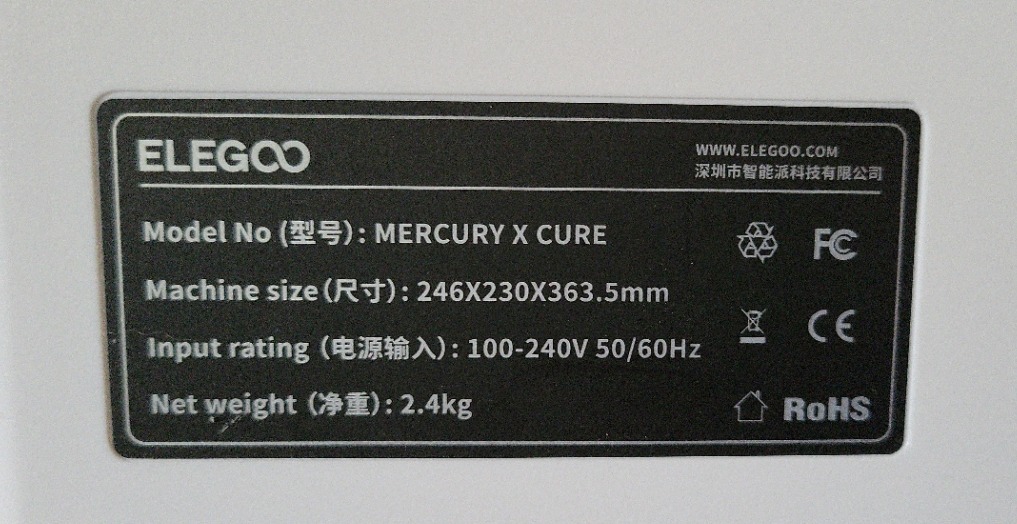 ELEGOO
WWW.ELEGOO.COM
深圳市智能派科技有限公司
Model No (型号): MERCURY X CURE
Machine size (尺寸): 246X230X363.5mm
Input rating (电源输入): 100-240V 50/60Hz
Net weight (净重): 2.4kg
FC
CE
RoHS